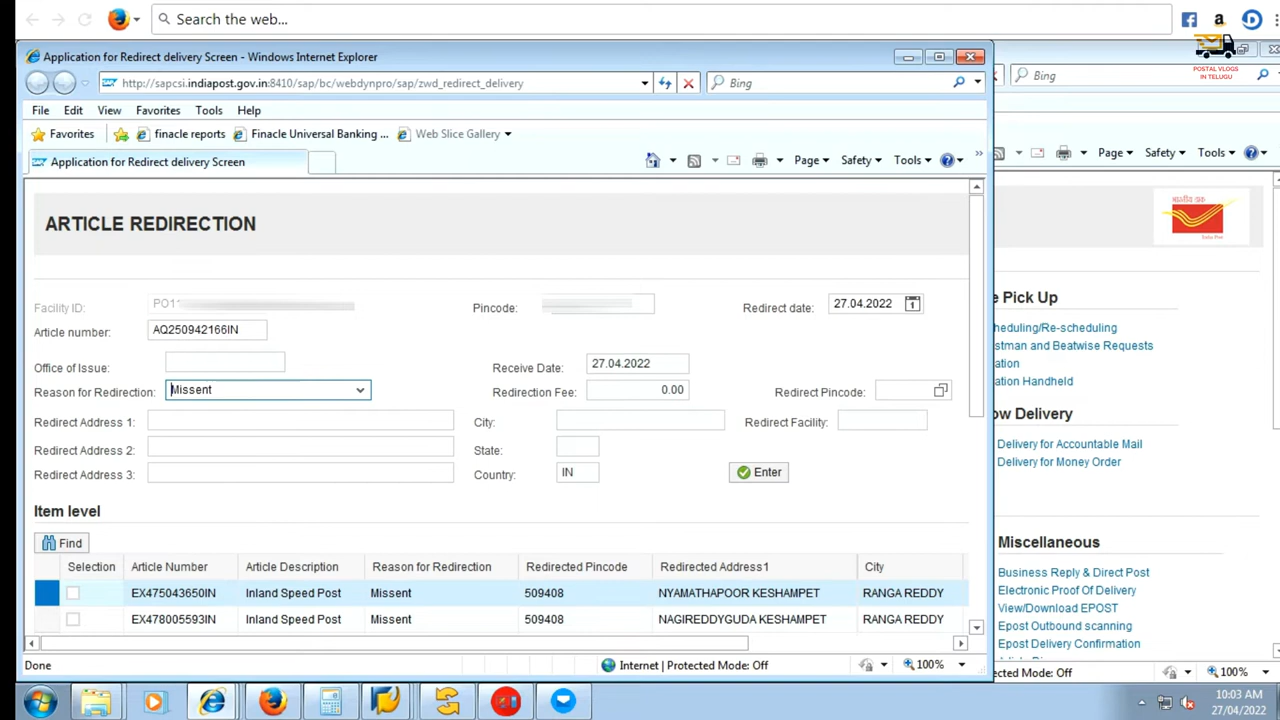 Search the web...
Application for Redirect delivery Screen - Windows Internet Explorer
POSTAL VLOGS
IN TELUGU
http://sapcsi.indiapost.gov.in:8410/sap/bc/webdynpro/sap/zwd_redirect_delivery
Bing
Bing
File Edit View Favorites Tools Help
Favorites finacle reports Finacle Universal Banking ... Web Slice Gallery
Application for Redirect delivery Screen
Page Safety Tools
Page Safety Tools
ARTICLE REDIRECTION
भारतीय डाक
India Post
Facility ID: PO11
Pincode:
Redirect date: 27.04.2022
Article number: AQ250942166IN
Office of Issue:
Receive Date: 27.04.2022
Reason for Redirection: Missent
Redirection Fee: 0.00
Redirect Pincode:
Redirect Address 1:
City:
Redirect Facility:
Redirect Address 2:
State:
Redirect Address 3:
Country: IN
Enter
Item level
Find
Selection Article Number Article Description Reason for Redirection Redirected Pincode Redirected Address1 City
EX475043650IN Inland Speed Post Missent 509408 NYAMATHAPOOR KESHAMPET RANGA REDDY
EX478005593IN Inland Speed Post Missent 509408 NAGIREDDYGUDA KESHAMPET RANGA REDDY
Done
Internet | Protected Mode: Off
100%
e Pick Up
heduling/Re-scheduling
stman and Beatwise Requests
ation
ation Handheld
ow Delivery
Delivery for Accountable Mail
Delivery for Money Order
Miscellaneous
Business Reply & Direct Post
Electronic Proof of Delivery
View/Download EPOST
Epost Outbound scanning
Epost Delivery Confirmation
cted Mode: Off
100%
10:03 AM
27/04/2022